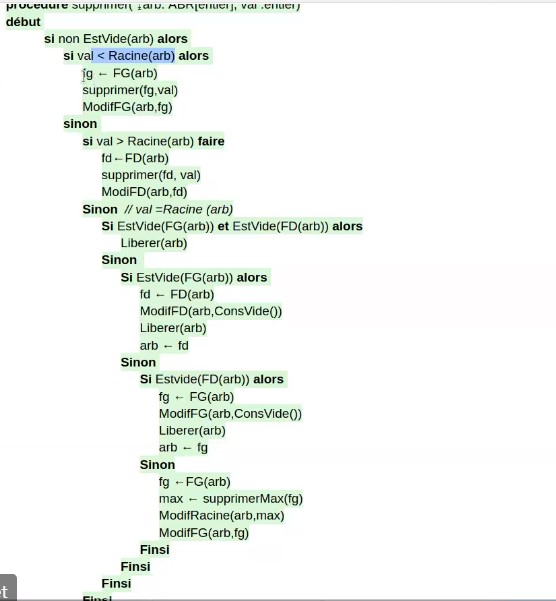 procédure supprimer( ↕arb: ABR[entier], val :entier)
début
si non EstVide(arb) alors
si val < Racine(arb) alors
fg ← FG(arb)
supprimer(fg,val)
ModifFG(arb,fg)
sinon
si val > Racine(arb) faire
fd←FD(arb)
supprimer(fd, val)
ModiFD(arb,fd)
Sinon // val =Racine (arb)
Si EstVide(FG(arb)) et EstVide(FD(arb)) alors
Liberer(arb)
Sinon
Si EstVide(FG(arb)) alors
fd ← FD(arb)
ModifFD(arb,ConsVide())
Liberer(arb)
arb ← fd
Sinon
Si Estvide(FD(arb)) alors
fg ← FG(arb)
ModifFG(arb,ConsVide())
Liberer(arb)
arb ← fg
Sinon
fg ←FG(arb)
max ← supprimerMax(fg)
ModifRacine(arb,max)
ModifFG(arb,fg)
Finsi
Finsi
Finsi
Finsi